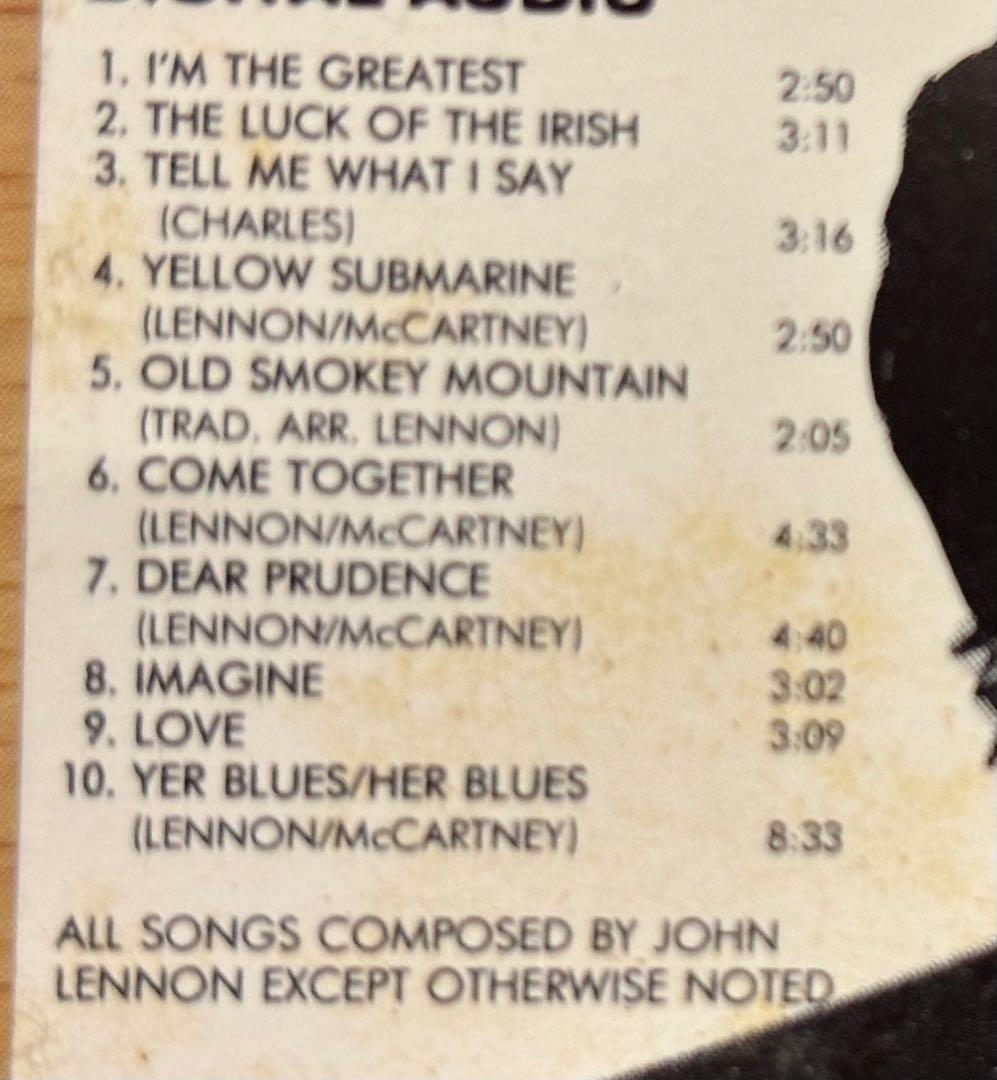 DIGITAL AUDIO
1. I'M THE GREATEST 2:50
2. THE LUCK OF THE IRISH 3:11
3. TELL ME WHAT I SAY
(CHARLES) 3:16
4. YELLOW SUBMARINE
(LENNON/McCARTNEY) 2:50
5. OLD SMOKEY MOUNTAIN
(TRAD. ARR. LENNON) 2:05
6. COME TOGETHER
(LENNON/McCARTNEY) 4:33
7. DEAR PRUDENCE
(LENNON/McCARTNEY) 4:40
8. IMAGINE 3:02
9. LOVE 3:09
10. YER BLUES/HER BLUES
(LENNON/McCARTNEY) 8:33
ALL SONGS COMPOSED BY JOHN
LENNON EXCEPT OTHERWISE NOTED